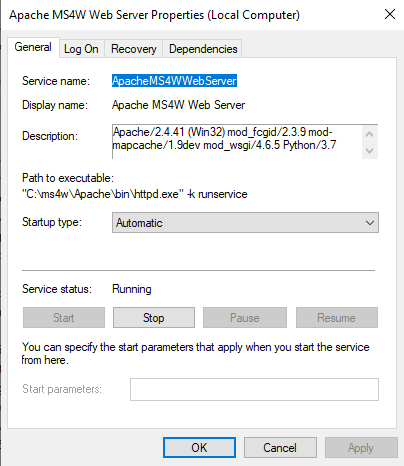 Apache MS4W Web Server Properties (Local Computer)
General Log On Recovery Dependencies
Service name: ApacheMS4WWebServer
Display name: Apache MS4W Web Server
Description: Apache/2.4.41 (Win32) mod_fcgid/2.3.9 mod-
mapcache/1.9dev mod_wsgi/4.6.5 Python/3.7
Path to executable:
"C:\ms4w\Apache\bin\httpd.exe" -k runservice
Startup type: Automatic
Service status: Running
Start Stop Pause Resume
You can specify the start parameters that apply when you start the service
from here.
Start parameters:
OK Cancel Apply